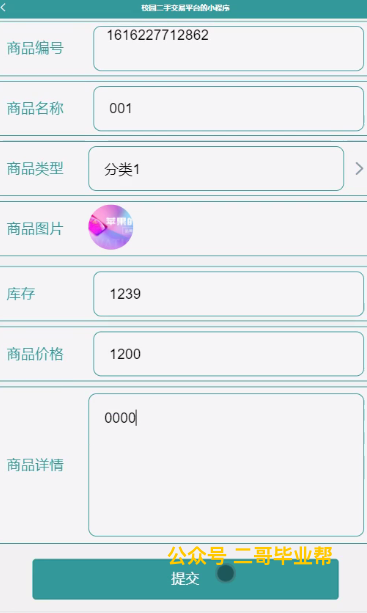 校园二手交易平台的小程序
商品编号 1616227712862
商品名称 001
商品类型 分类1
商品图片
库存 1239
商品价格 1200
商品详情 0000
公众号 二哥毕业帮
提交